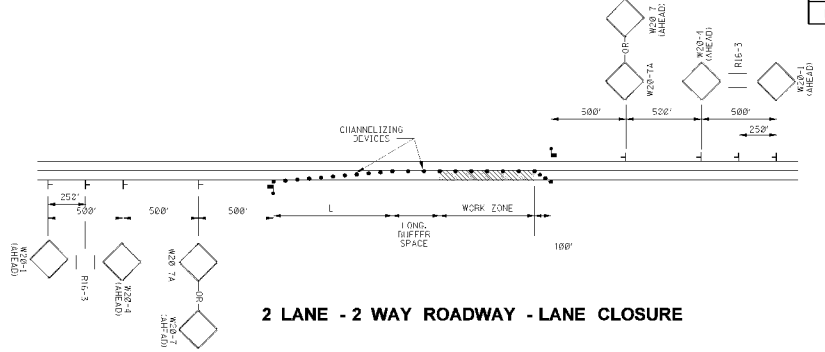 W20-7
(AHEAD)
OR
W20-7A
W20-4
(AHEAD)
R16-3
W20-1
(AHEAD)
500'
500'
500'
250'
CHANNELIZING
DEVICES
250'
500'
500'
500'
L
LONG.
BUFFER
SPACE
WORK ZONE
100'
W20-1
(AHEAD)
R16-3
W20-4
(AHEAD)
W20-7A
OR
W20-7
(AHEAD)
2 LANE - 2 WAY ROADWAY - LANE CLOSURE